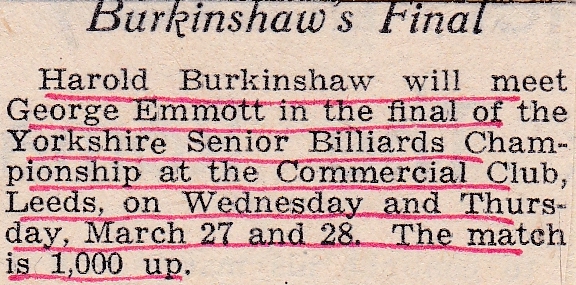 Burkinshaw's Final
Harold Burkinshaw will meet
George Emmott in the final of the
Yorkshire Senior Billiards Cham-
pionship at the Commercial Club,
Leeds, on Wednesday and Thurs-
day, March 27 and 28. The match
is 1,000 up.